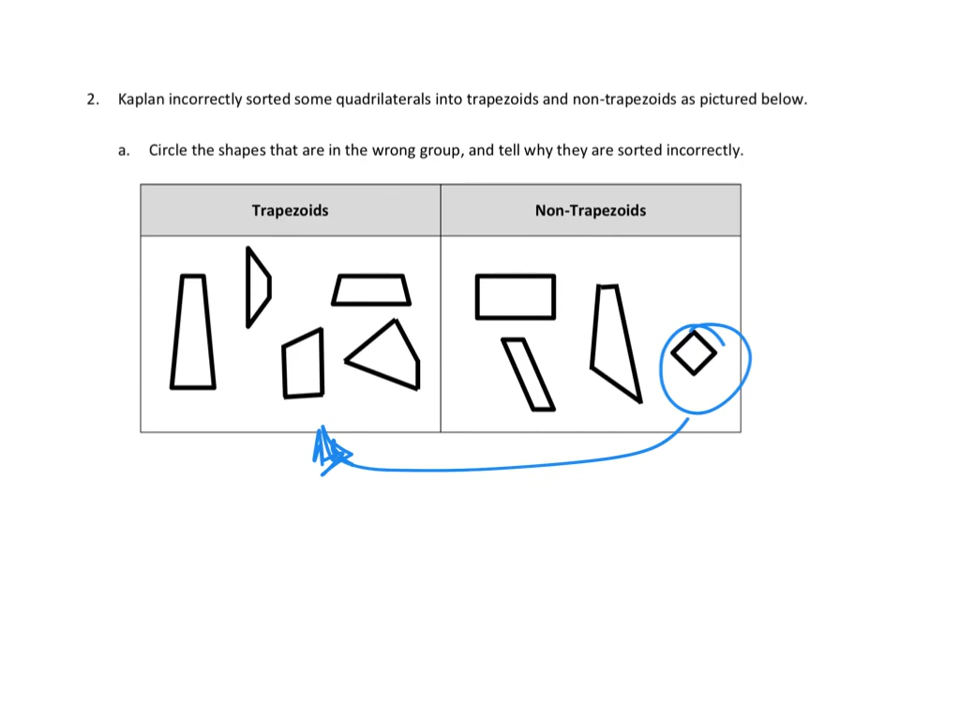 2. Kaplan incorrectly sorted some quadrilaterals into trapezoids and non-trapezoids as pictured below.
a. Circle the shapes that are in the wrong group, and tell why they are sorted incorrectly.
Trapezoids Non-Trapezoids